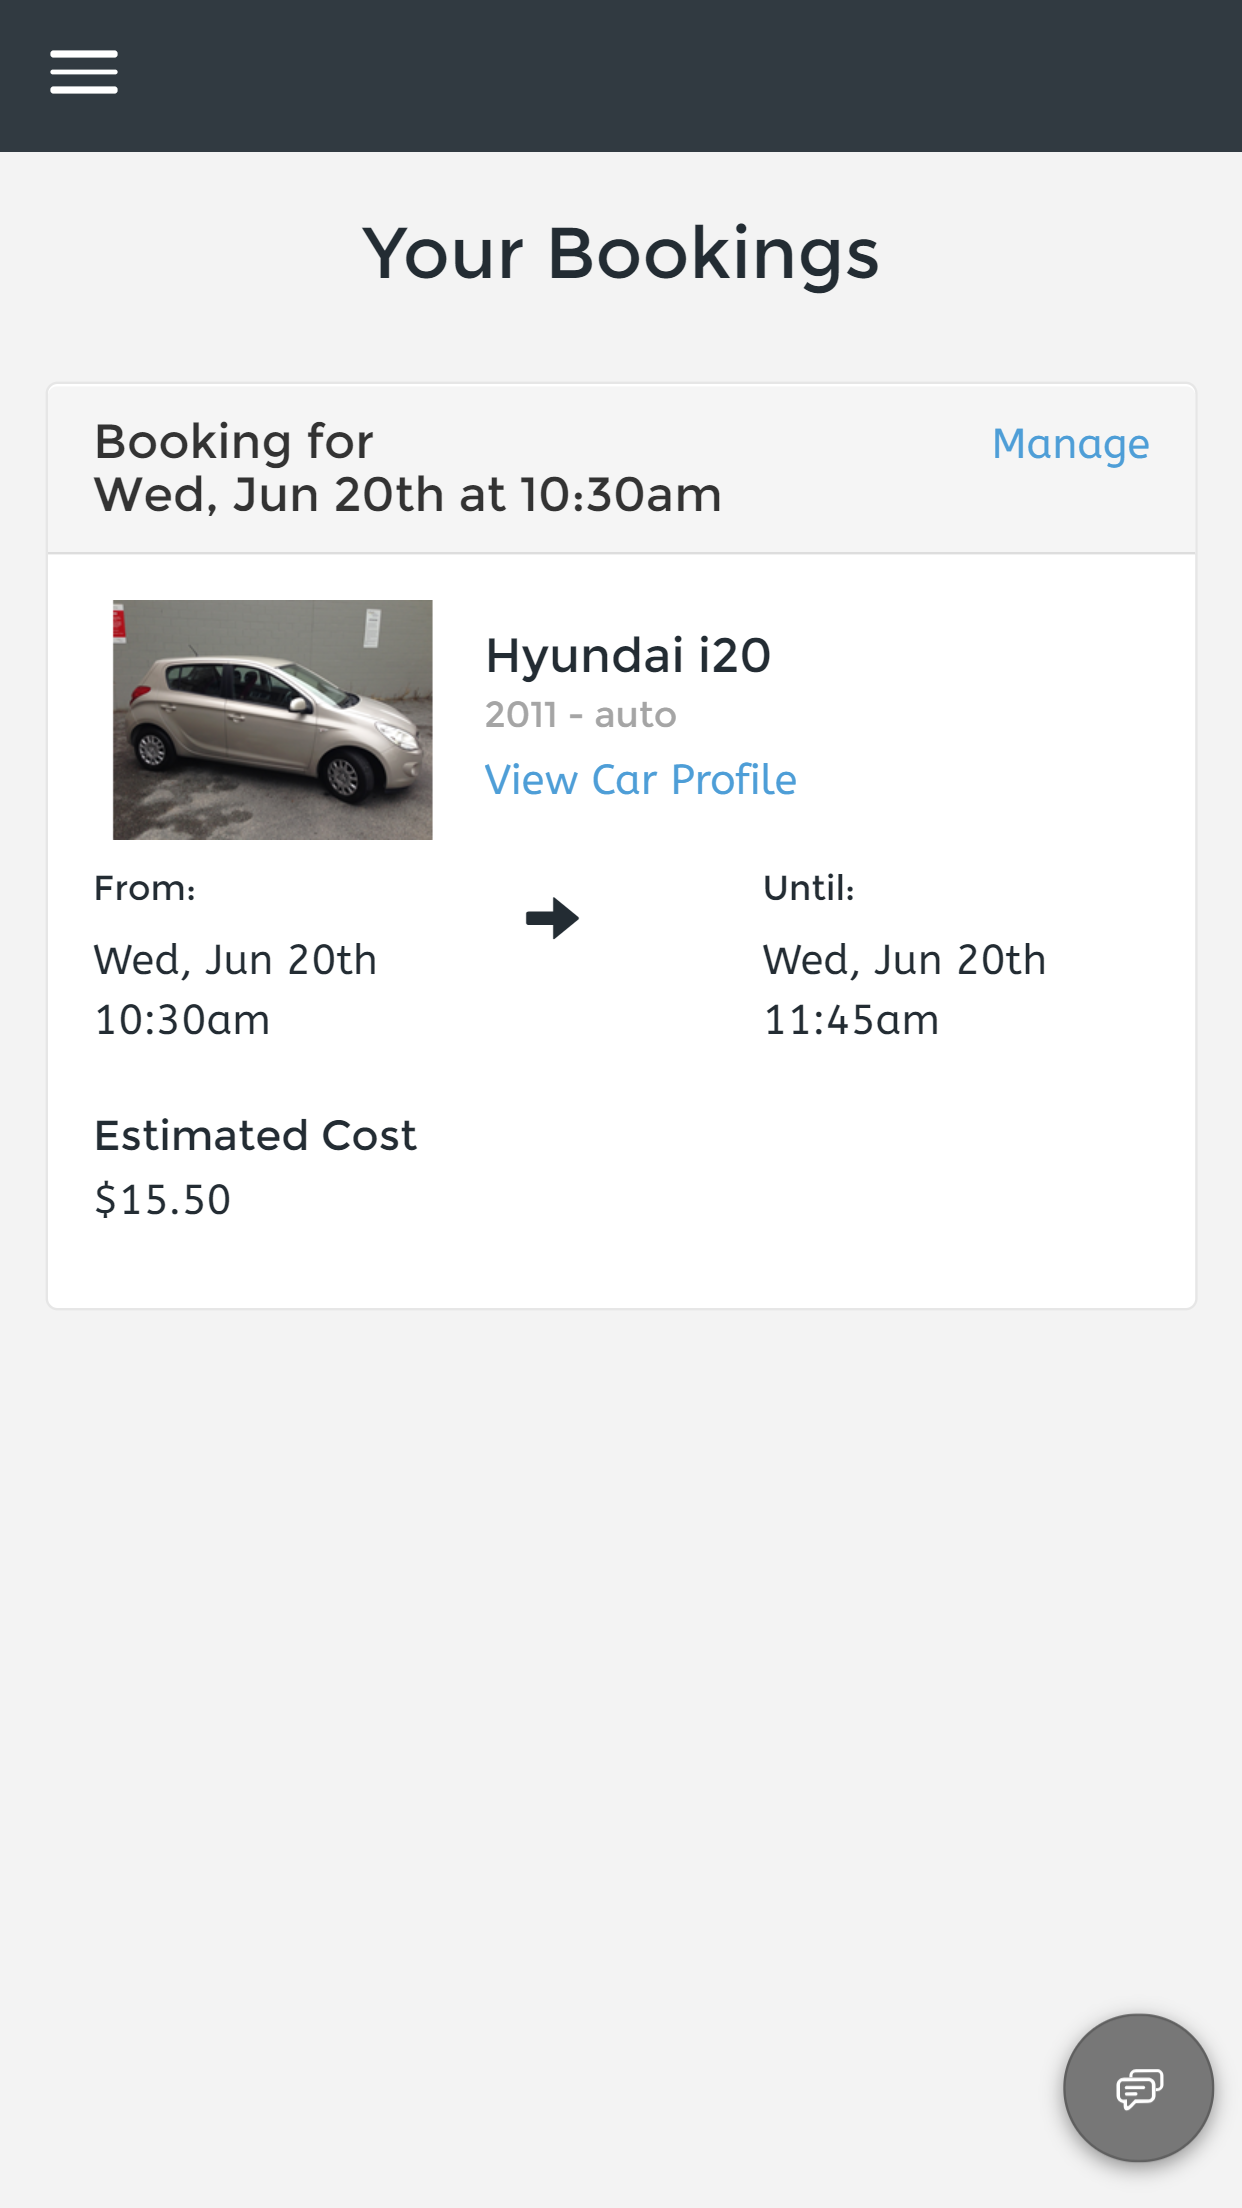 Your Bookings
Booking for
Manage
Wed, Jun 20th at 10:30am
Hyundai i20
2011 - auto
View Car Profile
From:
Until:
Wed, Jun 20th
10:30am
Wed, Jun 20th
11:45am
Estimated Cost
$15.50